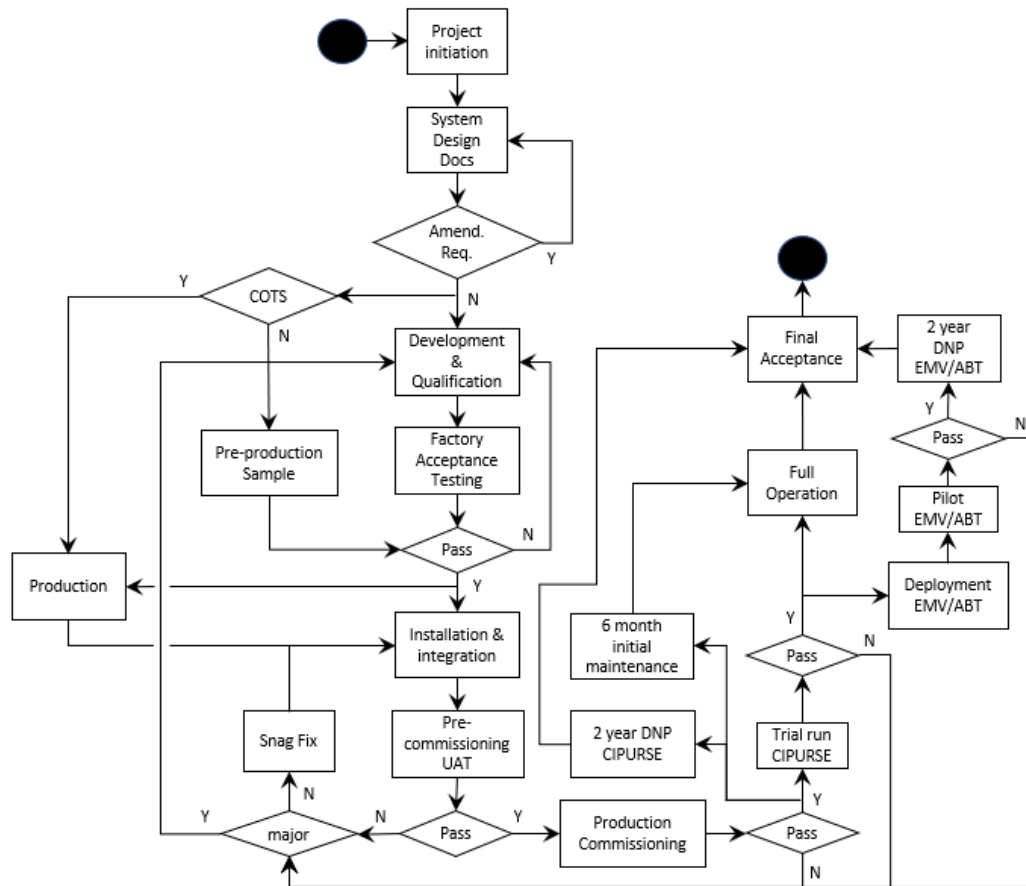 Project
initiation
System
Design
Docs
Amend.
Req.
Y
N
Y
COTS
N
Development
&
Qualification
Pre-production
Sample
Factory
Acceptance
Testing
Pass
N
Y
Production
Installation &
integration
Pre-
commissioning
UAT
Snag Fix
N
Y
major
N
Pass
Y
Production
Commissioning
Pass
Y
N
Trial run
CIPURSE
2 year DNP
CIPURSE
6 month
initial
maintenance
Pass
Y
N
Deployment
EMV/ABT
Pilot
EMV/ABT
Pass
Y
N
2 year
DNP
EMV/ABT
Full
Operation
Final
Acceptance